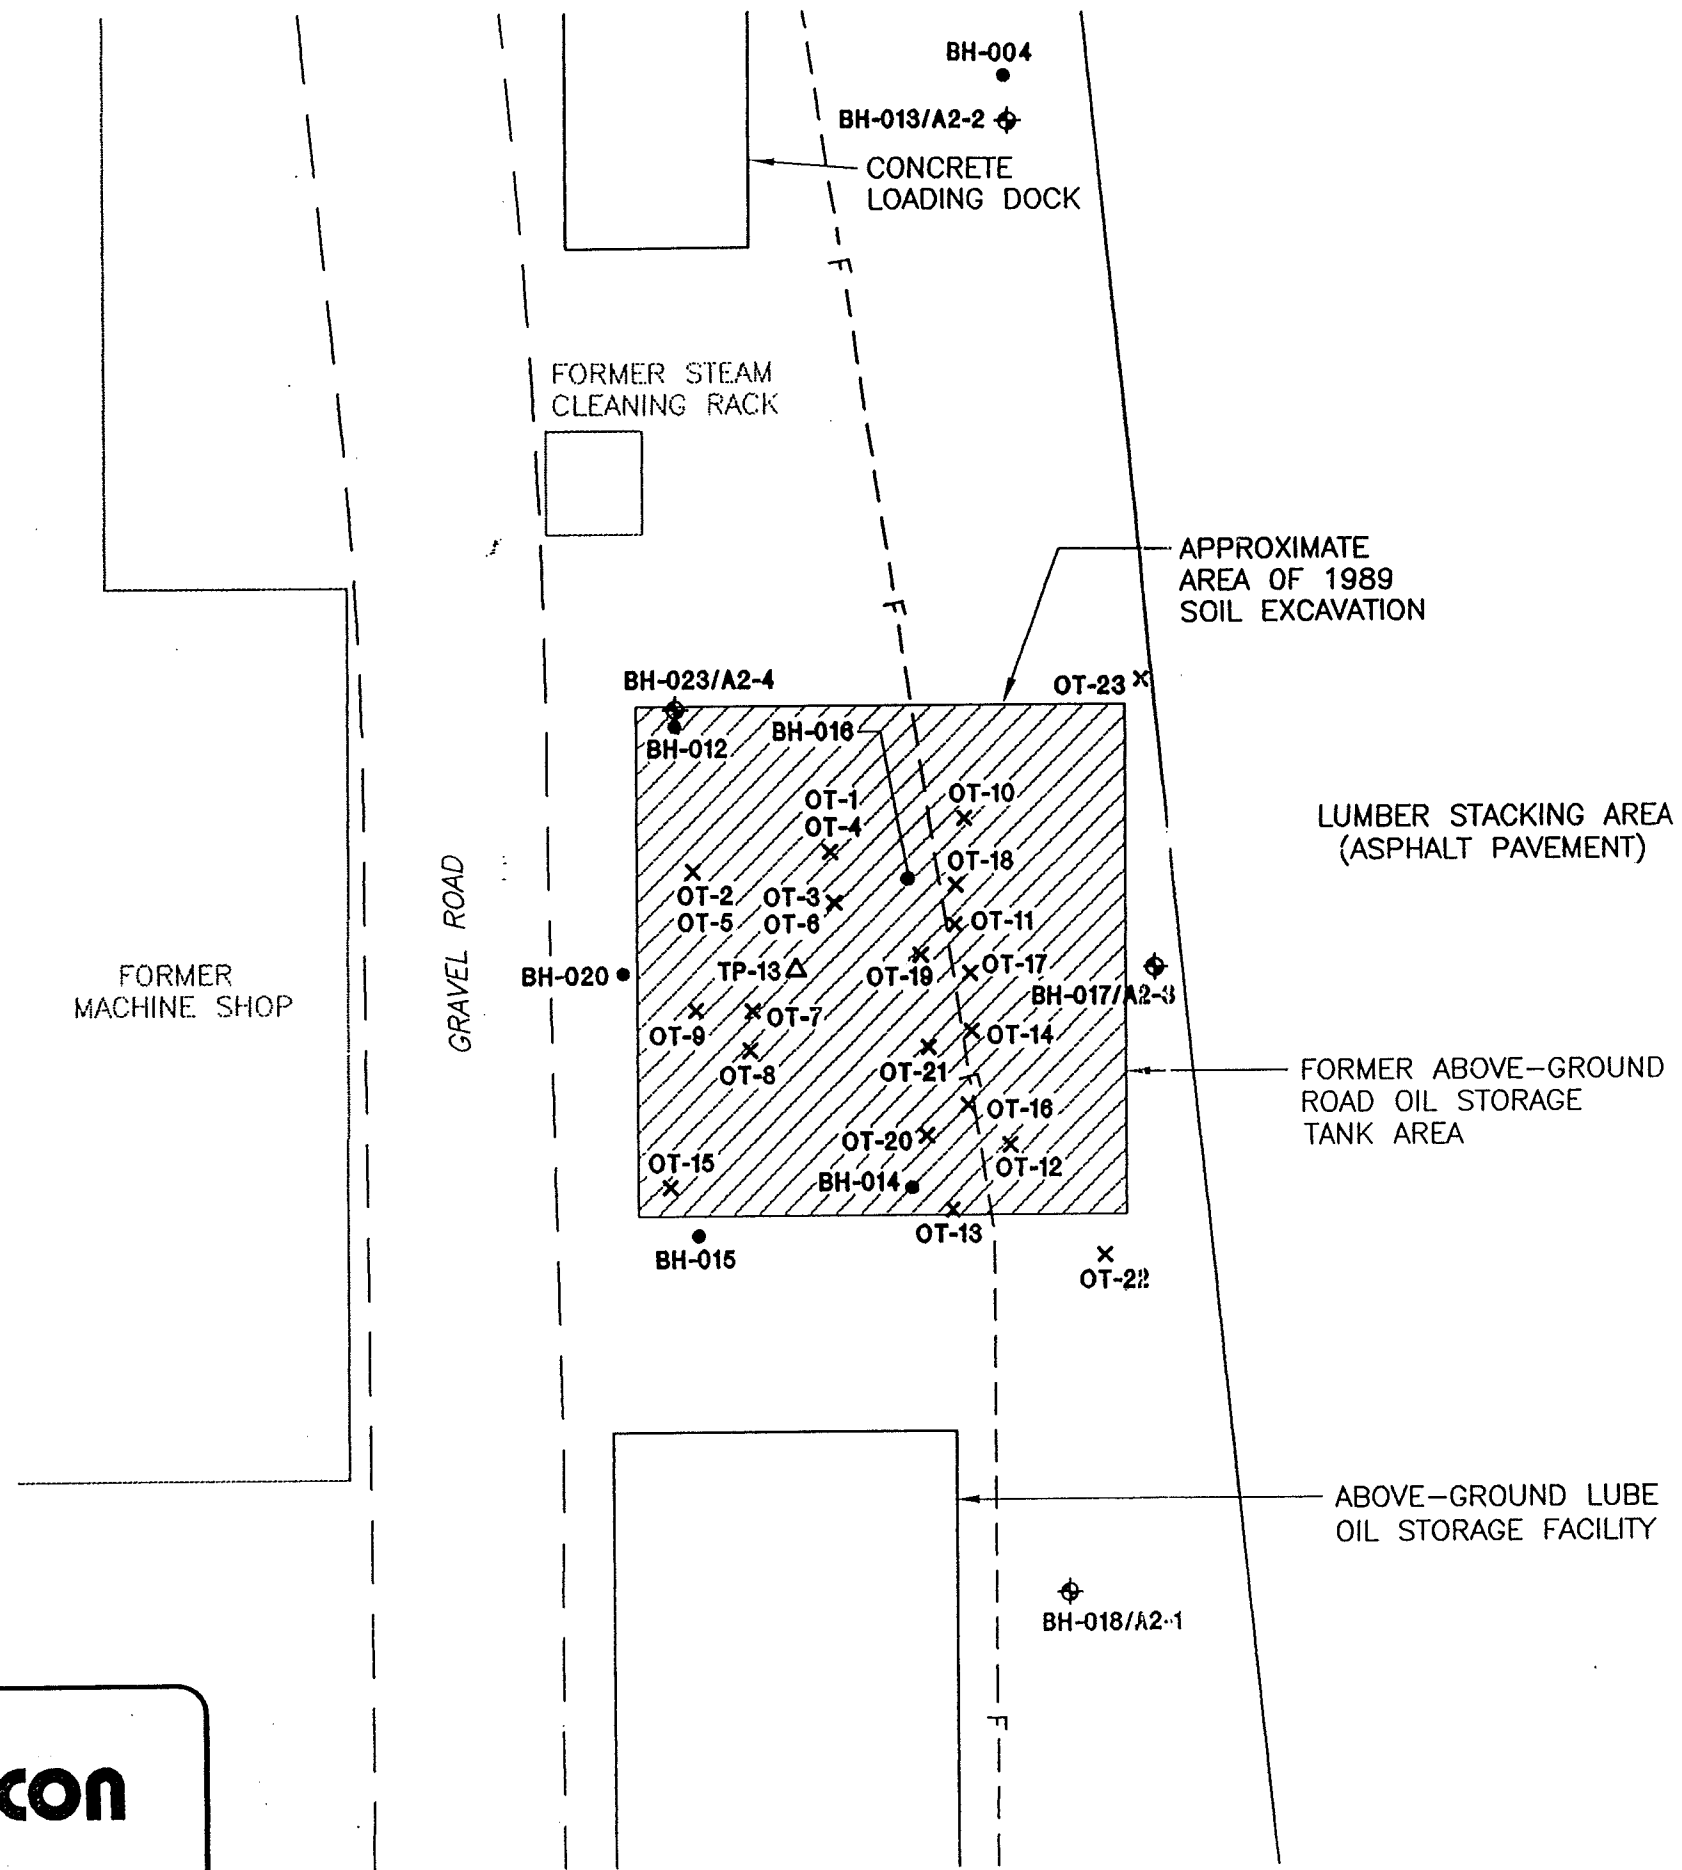 BH-004
BH-013/A2-2
CONCRETE
LOADING DOCK
F
FORMER STEAM
CLEANING RACK
APPROXIMATE
AREA OF 1989
SOIL EXCAVATION
F
BH-023/A2-4
OT-23
BH-012
BH-016
OT-1
OT-4
OT-10
LUMBER STACKING AREA
(ASPHALT PAVEMENT)
OT-18
OT-2
OT-5
OT-3
OT-6
OT-11
GRAVEL ROAD
FORMER
MACHINE SHOP
BH-020
TP-13
OT-19
OT-17
BH-017/A2-3
OT-9
OT-7
OT-14
OT-8
OT-21
F
FORMER ABOVE-GROUND
ROAD OIL STORAGE
TANK AREA
OT-16
OT-20
OT-12
OT-15
BH-014
OT-13
BH-015
OT-22
ABOVE-GROUND LUBE
OIL STORAGE FACILITY
BH-018/A2-1
F
con